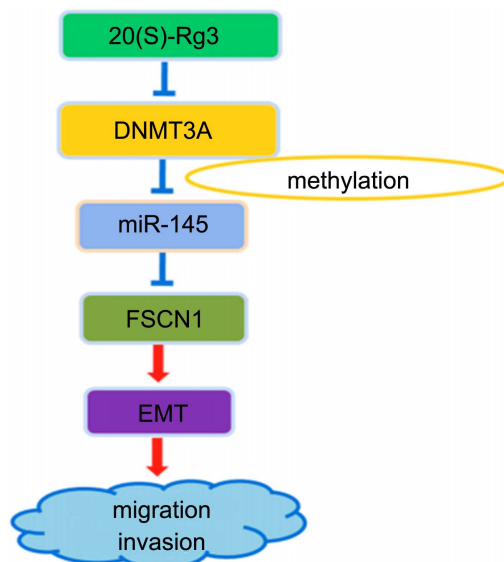 20(S)-Rg3
DNMT3A
methylation
miR-145
FSCN1
EMT
migration
invasion